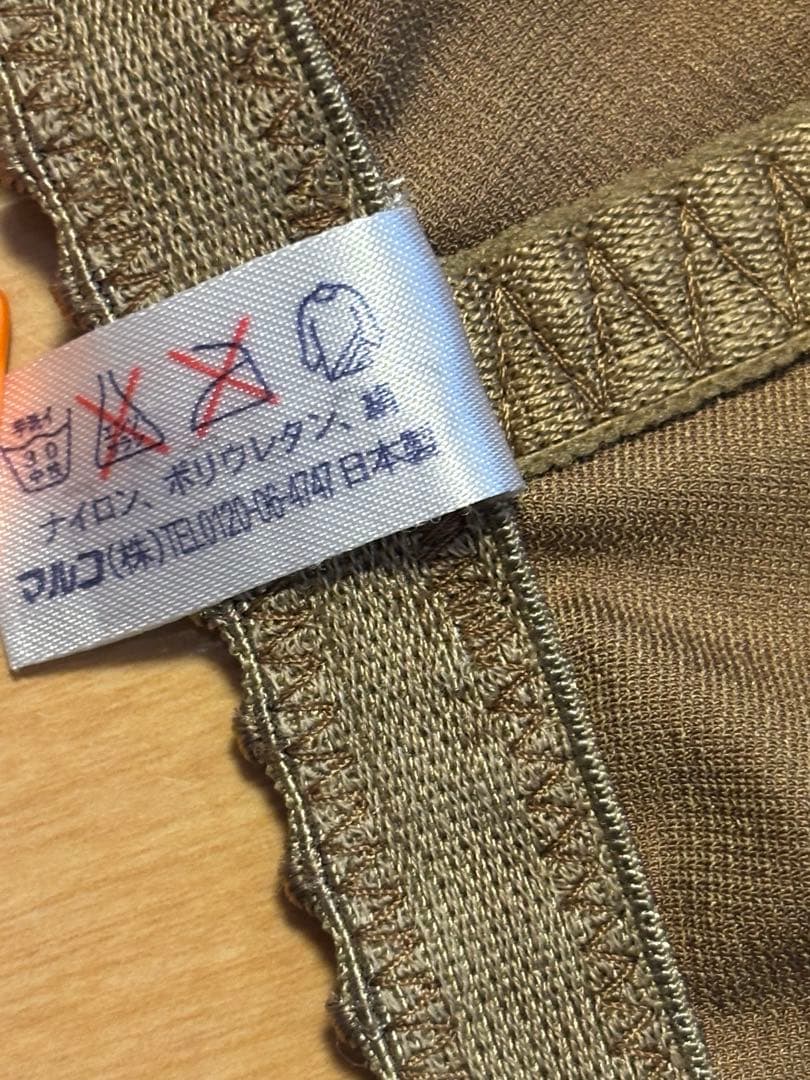 手洗イ
30
中性
ナイロン、ポリウレタン、綿
マルコ(株)TEL0120-06-4747 日本製